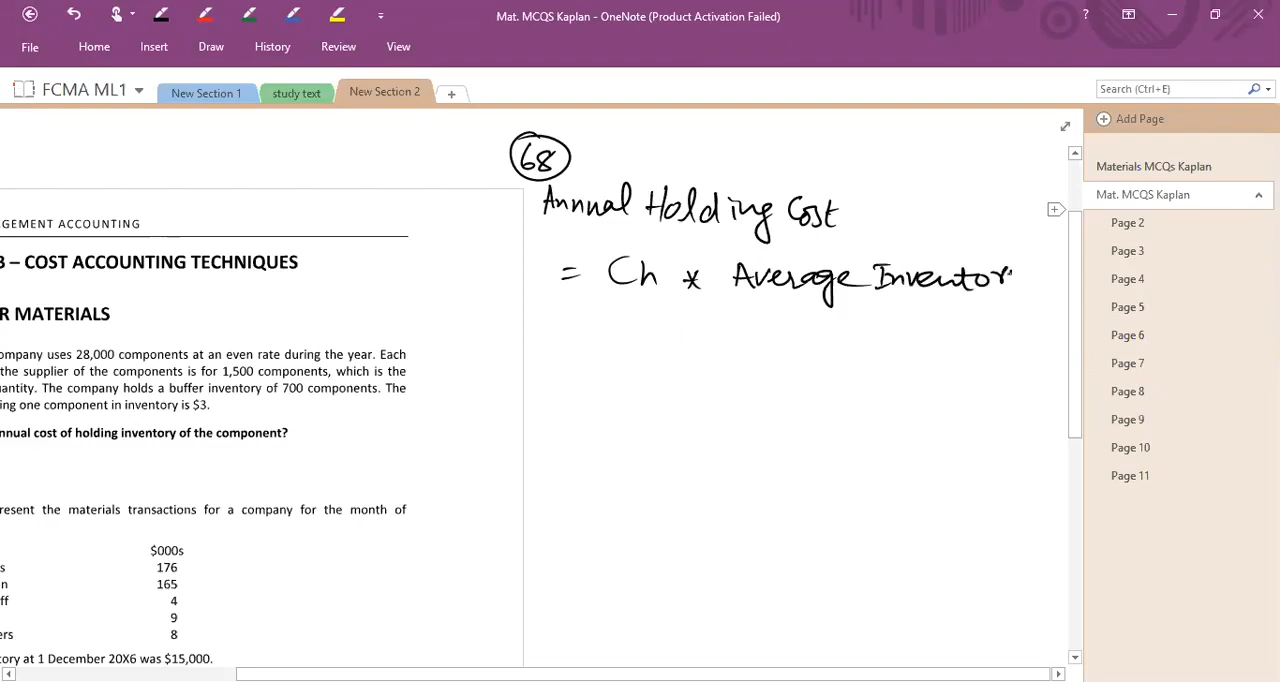 Mat. MCQS Kaplan - OneNote (Product Activation Failed)
?
File Home Insert Draw History Review View
FCMA ML1 New Section 1 study text New Section 2
Search (Ctrl+E)
Add Page
Materials MCQs Kaplan
Mat. MCQS Kaplan
Page 2
Page 3
Page 4
Page 5
Page 6
Page 7
Page 8
Page 9
Page 10
Page 11
68
Annual Holding Cost
= Ch * Average Inventor
GEMENT ACCOUNTING
3 – COST ACCOUNTING TECHNIQUES
R MATERIALS
ompany uses 28,000 components at an even rate during the year. Each
the supplier of the components is for 1,500 components, which is the
uantity. The company holds a buffer inventory of 700 components. The
ing one component in inventory is $3.
nnual cost of holding inventory of the component?
resent the materials transactions for a company for the month of
$000s
s 176
n 165
ff 4
9
ers 8
tory at 1 December 20X6 was $15,000.